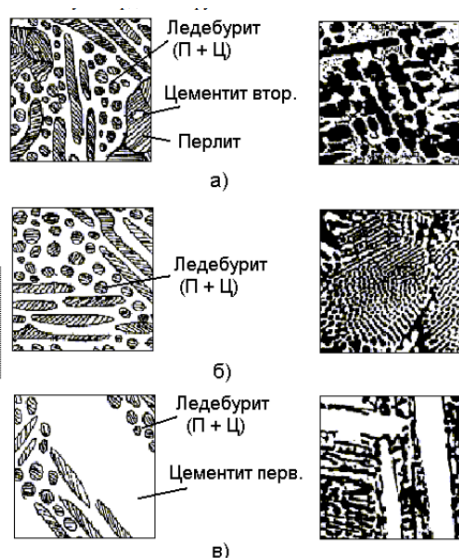 Ледебурит
(П + Ц)
Цементит втор.
Перлит
а)
Ледебурит
(П + Ц)
б)
Ледебурит
(П + Ц)
Цементит перв.
в)